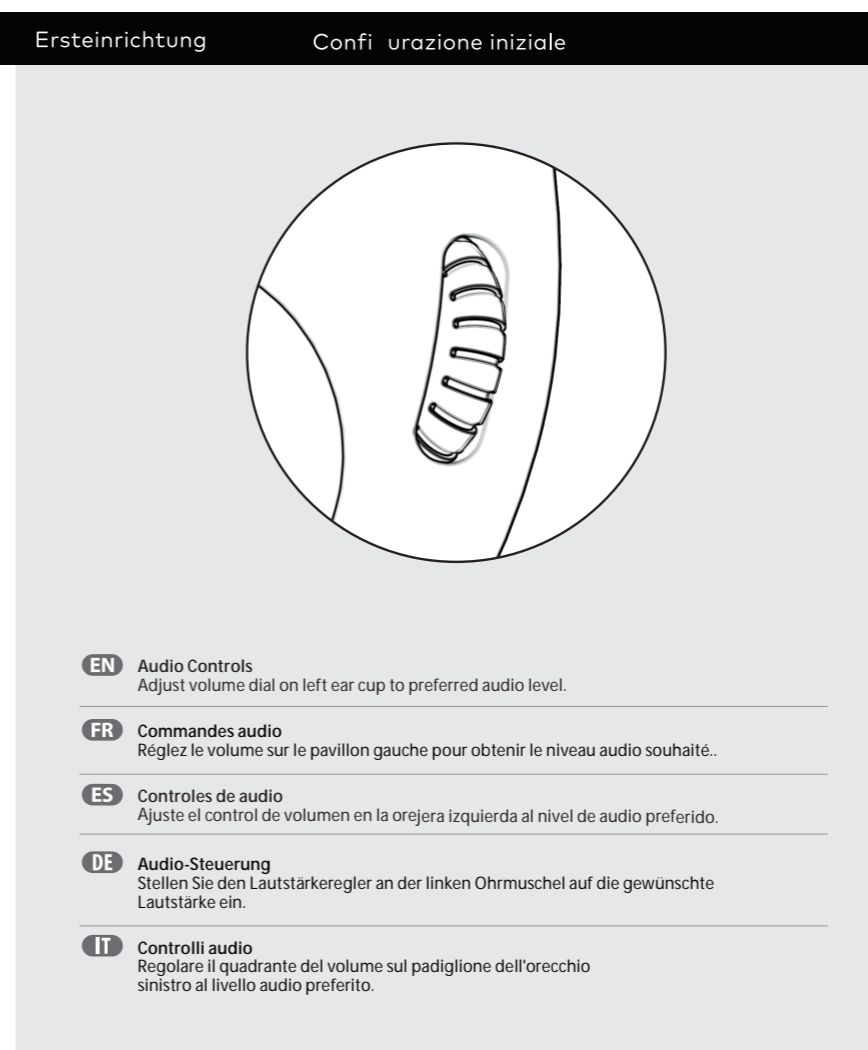 Ersteinrichtung Confi urazione iniziale
EN Audio Controls
Adjust volume dial on left ear cup to preferred audio level.
FR Commandes audio
Réglez le volume sur le pavillon gauche pour obtenir le niveau audio souhaité..
ES Controles de audio
Ajuste el control de volumen en la orejera izquierda al nivel de audio preferido.
DE Audio-Steuerung
Stellen Sie den Lautstärkeregler an der linken Ohrmuschel auf die gewünschte
Lautstärke ein.
IT Controlli audio
Regolare il quadrante del volume sul padiglione dell'orecchio
sinistro al livello audio preferito.